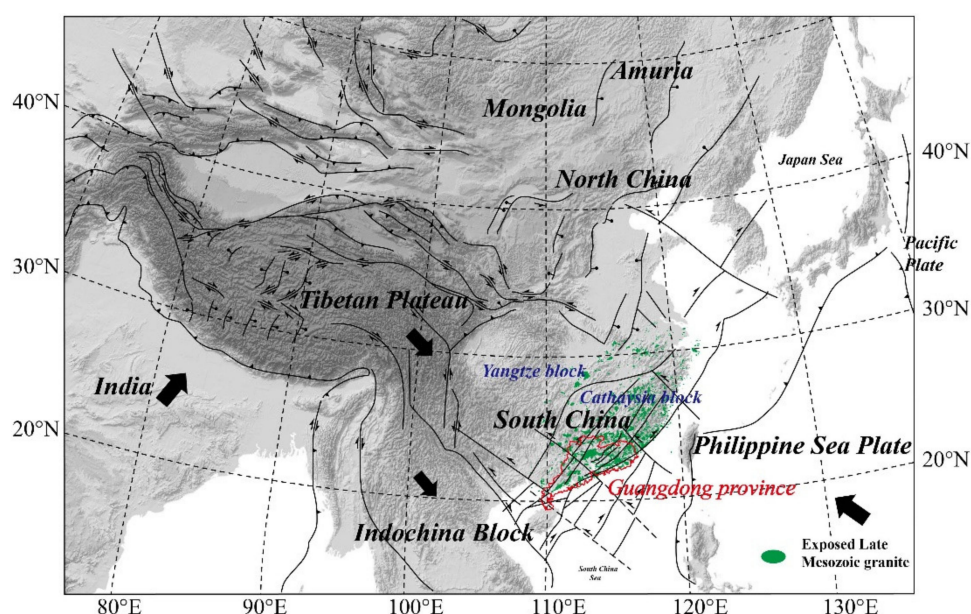 Amuria
Mongolia
40°N
Japan Sea
40°N
North China
Pacific
Plate
30°N
Tibetan Plateau
30°N
Yangtze block
India
Cathaysia block
South China
20°N
Philippine Sea Plate
20°N
Guangdong province
Indochina Block
Exposed Late
Mesozoic granite
South China
Sea
80°E
90°E
100°E
110°E
120°E
130°E